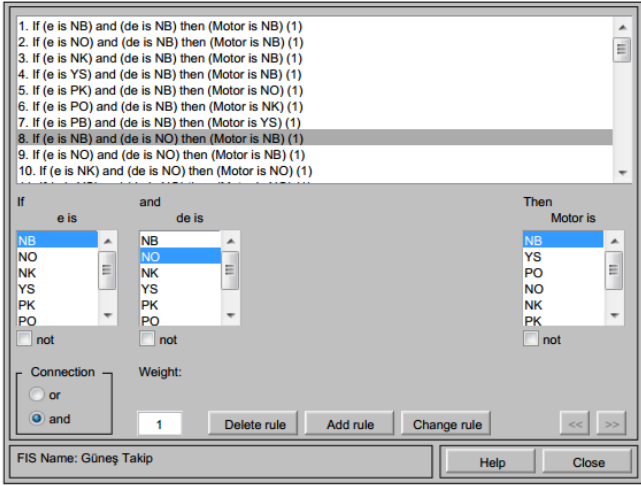 1. If (e is NB) and (de is NB) then (Motor is NB) (1)
2. If (e is NO) and (de is NB) then (Motor is NB) (1)
3. If (e is NK) and (de is NB) then (Motor is NB) (1)
4. If (e is YS) and (de is NB) then (Motor is NB) (1)
5. If (e is PK) and (de is NB) then (Motor is NO) (1)
6. If (e is PO) and (de is NB) then (Motor is NK) (1)
7. If (e is PB) and (de is NB) then (Motor is YS) (1)
8. If (e is NB) and (de is NO) then (Motor is NB) (1)
9. If (e is NO) and (de is NO) then (Motor is NB) (1)
10. If (e is NK) and (de is NO) then (Motor is NO) (1)
If and Then
e is de is Motor is
NB NB NB
NO NO YS
NK NK PO
YS YS NO
PK PK NK
PO PO PK
not not not
Connection Weight:
or
and 1 Delete rule Add rule Change rule << >>
FIS Name: Güneş Takip Help Close